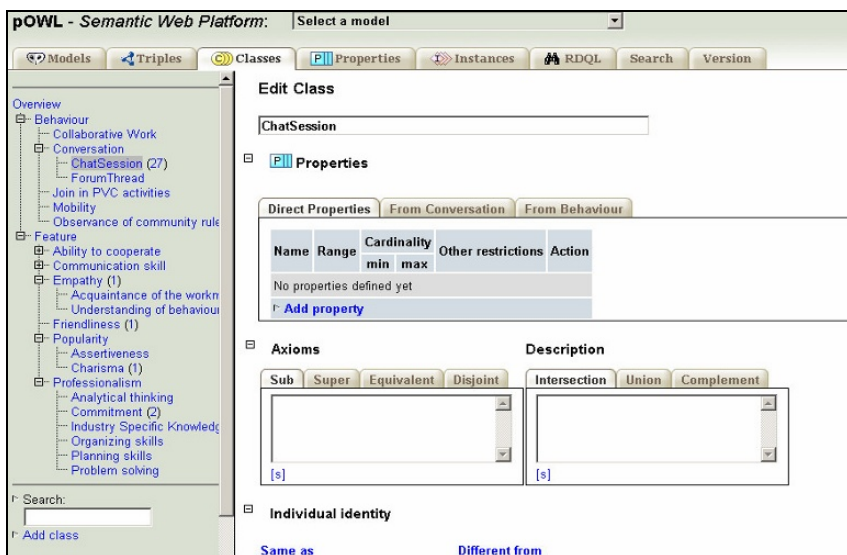 pOWL - Semantic Web Platform: Select a model
Models Triples Classes Properties Instances RDQL Search Version
Overview
Behaviour
Collaborative Work
Conversation
ChatSession (27)
ForumThread
Join in PVC activities
Mobility
Observance of community rule
Feature
Ability to cooperate
Communication skill
Empathy (1)
Acquaintance of the workm
Understanding of behaviou
Friendliness (1)
Popularity
Assertiveness
Charisma (1)
Professionalism
Analytical thinking
Commitment (2)
Industry Specific Knowledg
Organizing skills
Planning skills
Problem solving
Search:
Add class
Edit Class
ChatSession
Properties
Direct Properties From Conversation From Behaviour
Name Range Cardinality Other restrictions Action
min max
No properties defined yet
Add property
Axioms
Sub Super Equivalent Disjoint
[s]
Description
Intersection Union Complement
[s]
Individual identity
Same as Different from